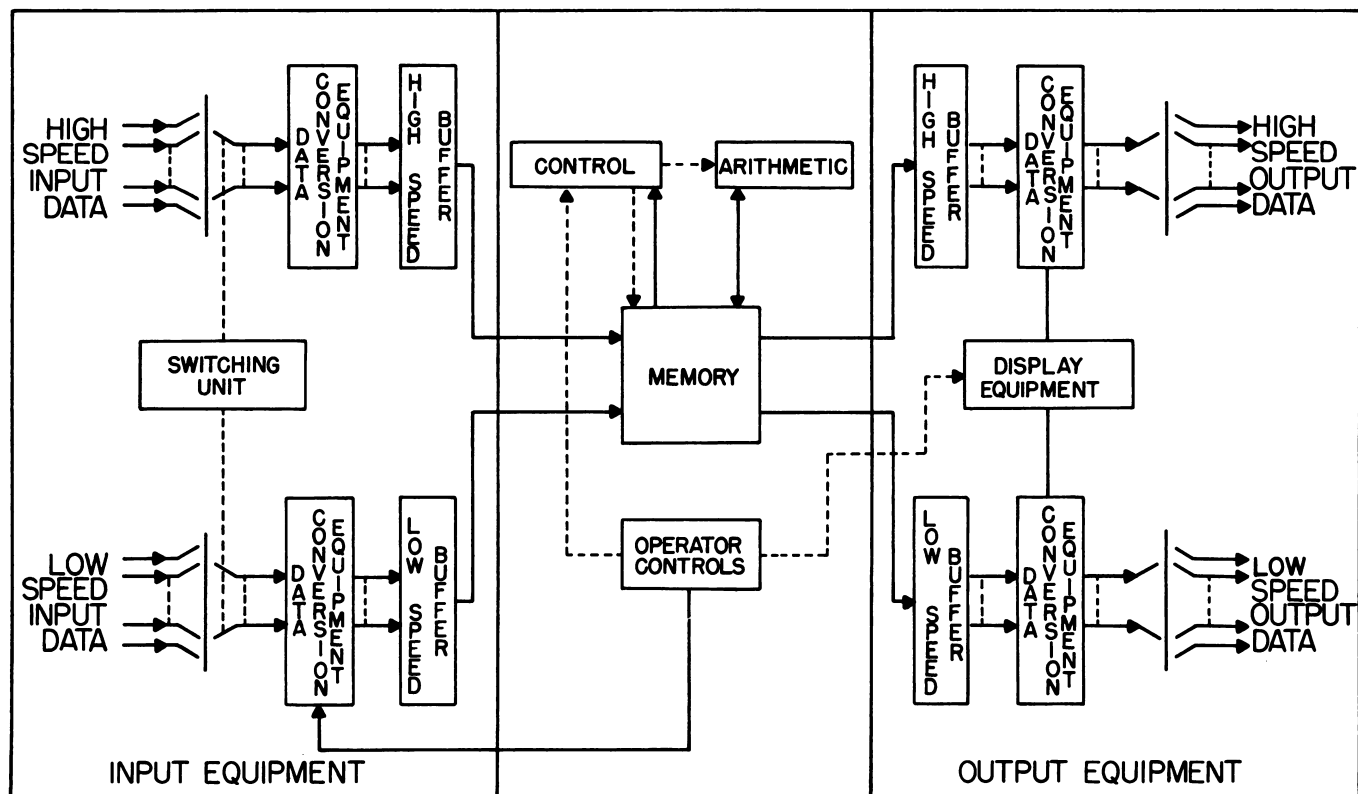 HIGH
SPEED
INPUT
DATA
DATA
CONVERSION
EQUIPMENT
HIGH SPEED
BUFFER
SWITCHING
UNIT
LOW
SPEED
INPUT
DATA
DATA
CONVERSION
EQUIPMENT
LOW SPEED
BUFFER
INPUT EQUIPMENT
CONTROL
ARITHMETIC
MEMORY
OPERATOR
CONTROLS
HIGH SPEED
BUFFER
DATA
CONVERSION
EQUIPMENT
HIGH
SPEED
OUTPUT
DATA
DISPLAY
EQUIPMENT
LOW SPEED
BUFFER
DATA
CONVERSION
EQUIPMENT
LOW
SPEED
OUTPUT
DATA
OUTPUT EQUIPMENT